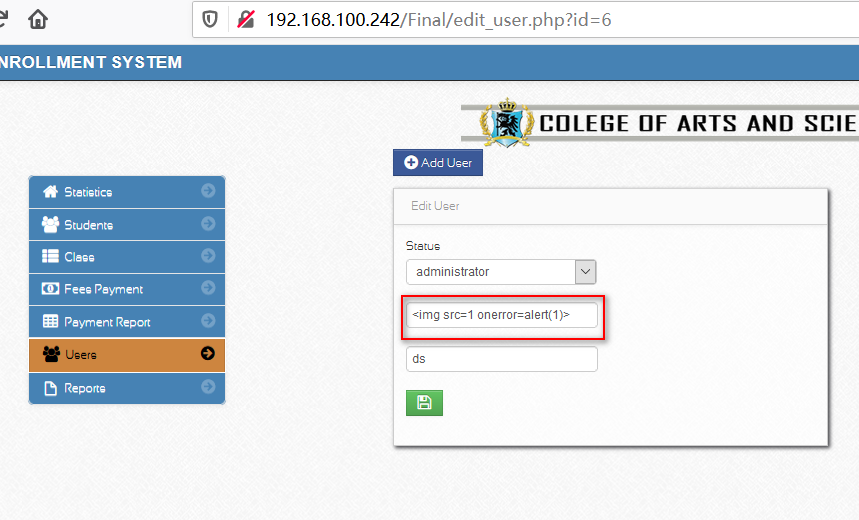 192.168.100.242/Final/edit_user.php?id=6
NROLLMENT SYSTEM
COLEGE OF ARTS AND SCIE
Add User
Statistics
Students
Class
Fees Payment
Payment Report
Users
Reports
Edit User
Status
administrator
<img src=1 onerror=alert(1)>
ds